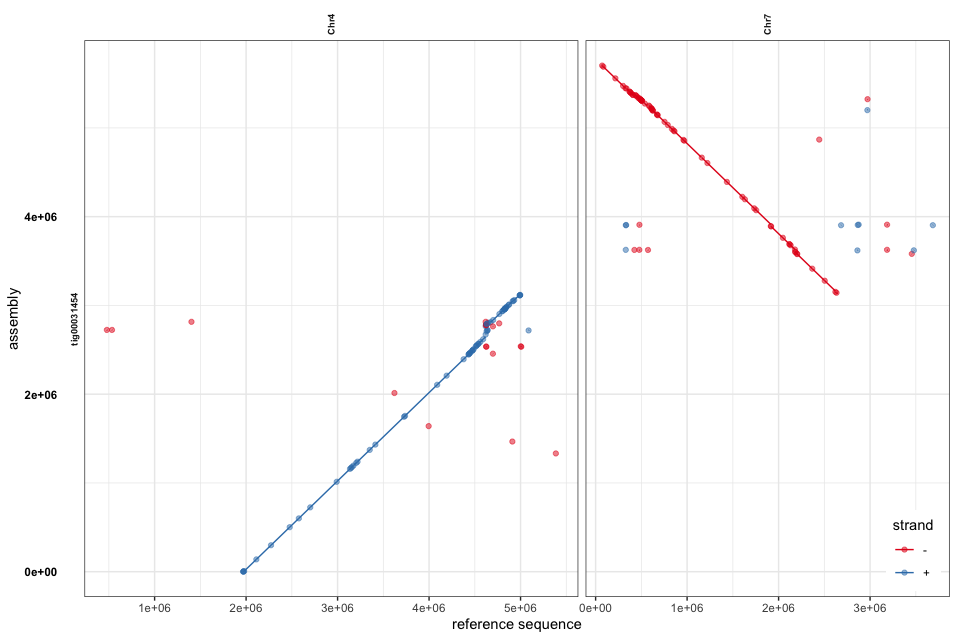 Chr4
Chr7
assembly
tig00031454
4e+06
2e+06
0e+00
1e+06
2e+06
3e+06
4e+06
5e+06
0e+00
1e+06
2e+06
3e+06
reference sequence
strand
-
+